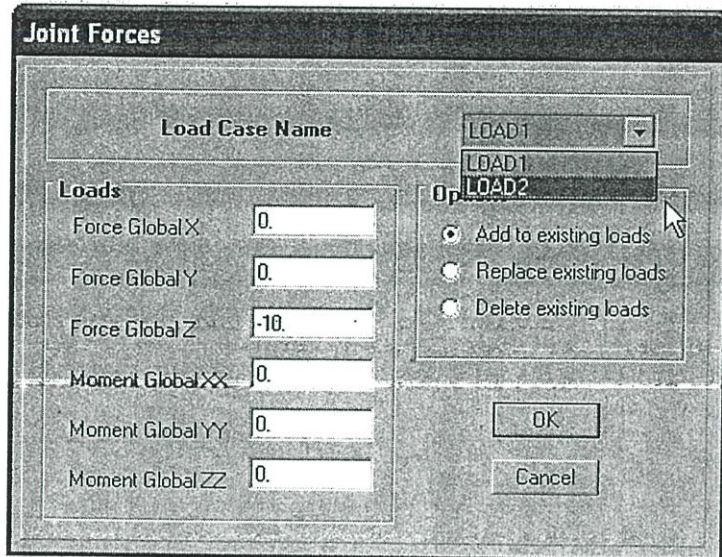 Joint Forces
Load Case Name
LOAD1
LOAD1
LOAD2
Loads
Force Global X
0.
Force Global Y
0.
Force Global Z
-10.
Moment Global XX
0.
Moment Global YY
0.
Moment Global ZZ
0.
Add to existing loads
Replace existing loads
Delete existing loads
OK
Cancel